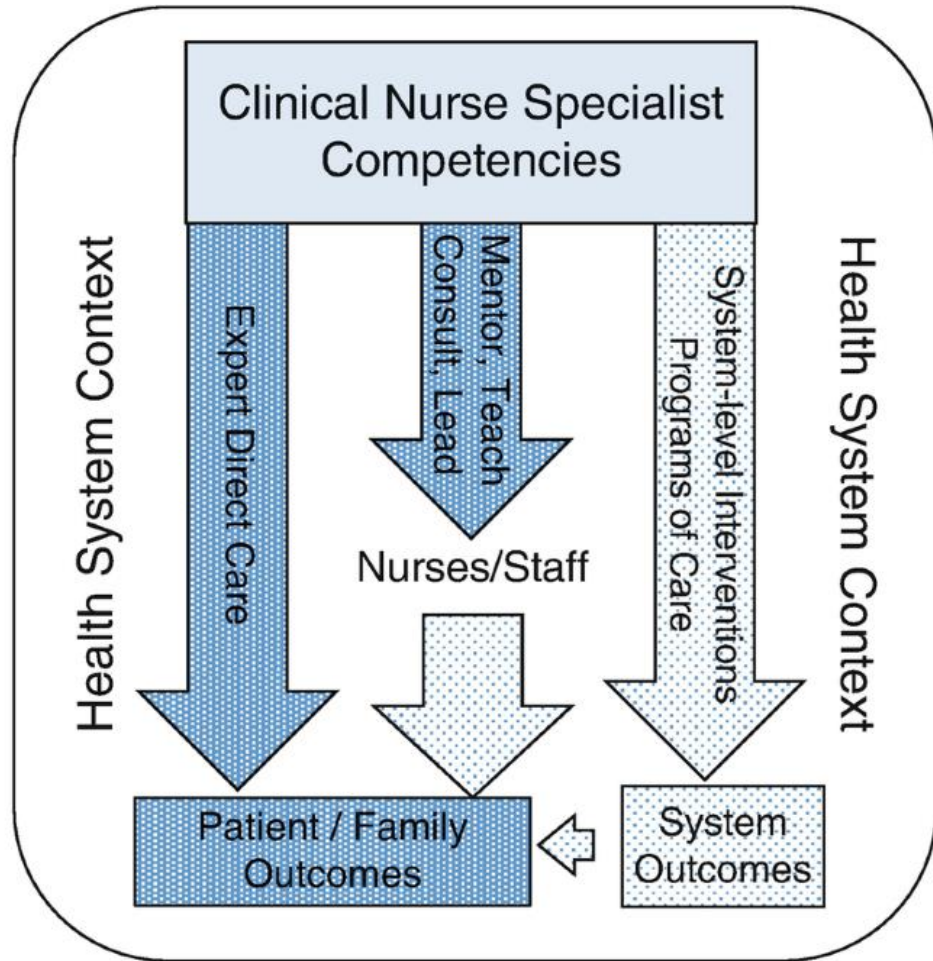 Clinical Nurse Specialist
Competencies
Health System Context
Expert Direct Care
Mentor, Teach
Consult, Lead
System-level Interventions
Programs of Care
Health System Context
Nurses/Staff
Patient / Family
Outcomes
System
Outcomes